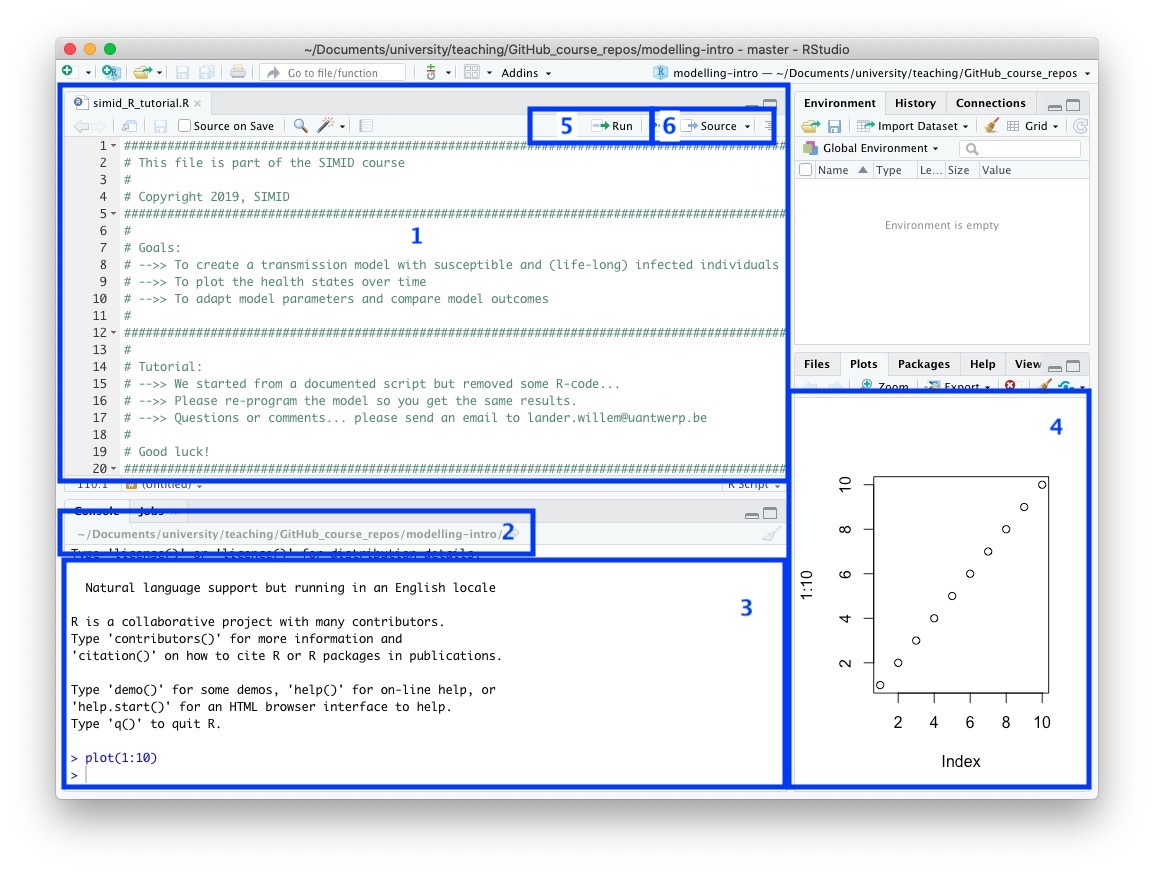 ~/Documents/university/teaching/GitHub_course_repos/modelling-intro - master - RStudio
Go to file/function
Addins
modelling-intro — ~/Documents/university/teaching/GitHub_course_repos
simid_R_tutorial.R
Source on Save
5
Run
6
Source
1 ################################################################################################
2 # This file is part of the SIMID course
3 #
4 # Copyright 2019, SIMID
5 ################################################################################################
6 #
1
7 # Goals:
8 # -->> To create a transmission model with susceptible and (life-long) infected individuals
9 # -->> To plot the health states over time
10 # -->> To adapt model parameters and compare model outcomes
11 #
12 ################################################################################################
13 #
14 # Tutorial:
15 # -->> We started from a documented script but removed some R-code...
16 # -->> Please re-program the model so you get the same results.
17 # -->> Questions or comments... please send an email to lander.willem@uantwerp.be
18 #
19 # Good luck!
20 ################################################################################################
110:1 (Untitled) R Script
Console Jobs
~/Documents/university/teaching/GitHub_course_repos/modelling-intro/
2
Type 'license()' or 'licence()' for distribution details.
3
Natural language support but running in an English locale
R is a collaborative project with many contributors.
Type 'contributors()' for more information and
'citation()' on how to cite R or R packages in publications.
Type 'demo()' for some demos, 'help()' for on-line help, or
'help.start()' for an HTML browser interface to help.
Type 'q()' to quit R.
> plot(1:10)
>
Environment History Connections
Import Dataset Grid
Global Environment
Name Type Le... Size Value
Environment is empty
Files Plots Packages Help View
Zoom Export
4
1:10
2 4 6 8 10
2 4 6 8 10
Index